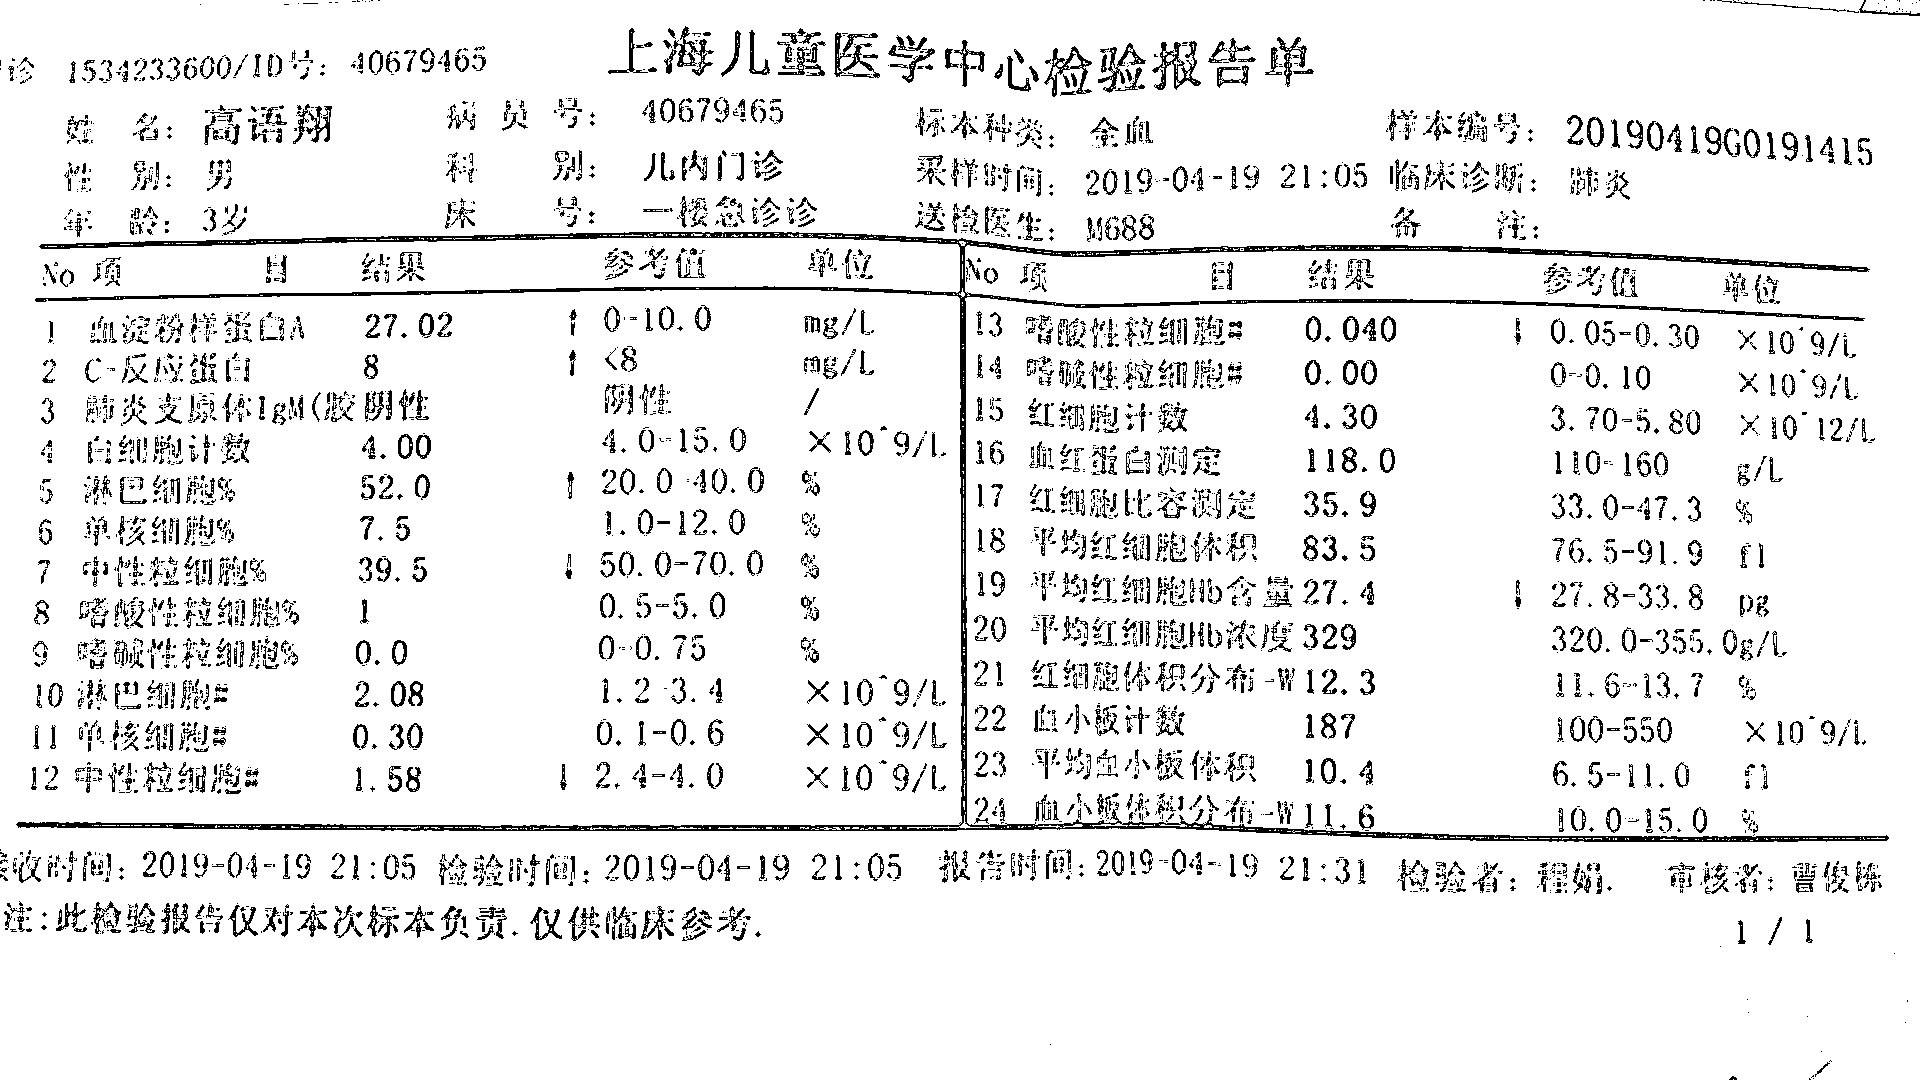 诊 1534233600/ID号: 40679465 上海儿童医学中心检验报告单
姓 名: 高语翔 病 员 号: 40679465 标本种类: 全血 样本编号: 20190419G0191415
性 别: 男 科 别: 儿内门诊 采样时间: 2019-04-19 21:05 临床诊断: 肺炎
年 龄: 3岁 床 号: 一楼急诊诊 送检医生: M688 备 注:
No 项 目 结果 参考值 单位 No 项 目 结果 参考值 单位
1 血淀粉样蛋白A 27.02 ↑ 0-10.0 mg/L 13 嗜酸性粒细胞# 0.040 ↓ 0.05-0.30 ×10^9/L
2 C-反应蛋白 8 ↑ <8 mg/L 14 嗜碱性粒细胞# 0.00 0-0.10 ×10^9/L
3 肺炎支原体IgM(胶 阴性 阴性 / 15 红细胞计数 4.30 3.70-5.80 ×10^12/L
4 白细胞计数 4.00 4.0-15.0 ×10^9/L 16 血红蛋白测定 118.0 110-160 g/L
5 淋巴细胞% 52.0 ↑ 20.0-40.0 % 17 红细胞比容测定 35.9 33.0-47.3 %
6 单核细胞% 7.5 1.0-12.0 % 18 平均红细胞体积 83.5 76.5-91.9 fl
7 中性粒细胞% 39.5 ↓ 50.0-70.0 % 19 平均红细胞Hb含量 27.4 ↓ 27.8-33.8 pg
8 嗜酸性粒细胞% 1 0.5-5.0 % 20 平均红细胞Hb浓度 329 320.0-355.0 g/L
9 嗜碱性粒细胞% 0.0 0-0.75 % 21 红细胞体积分布-W 12.3 11.6-13.7 %
10 淋巴细胞# 2.08 1.2-3.4 ×10^9/L 22 血小板计数 187 100-550 ×10^9/L
11 单核细胞# 0.30 0.1-0.6 ×10^9/L 23 平均血小板体积 10.4 6.5-11.0 fl
12 中性粒细胞# 1.58 ↓ 2.4-4.0 ×10^9/L 24 血小板体积分布-W 11.6 10.0-15.0 %
接收时间: 2019-04-19 21:05 检验时间: 2019-04-19 21:05 报告时间: 2019-04-19 21:31 检验者: 程娟. 审核者: 曹俊栋
注:此检验报告仅对本次标本负责.仅供临床参考.
1 / 1